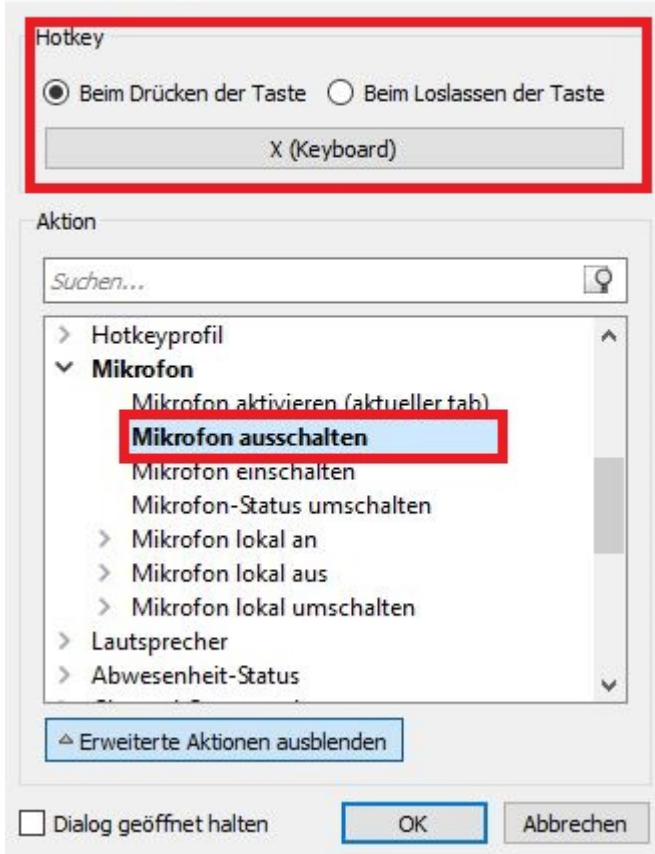 Hotkey
Beim Drücken der Taste Beim Loslassen der Taste
X (Keyboard)
Aktion
Suchen...
Hotkeyprofil
Mikrofon
Mikrofon aktivieren (aktueller tab)
Mikrofon ausschalten
Mikrofon einschalten
Mikrofon-Status umschalten
Mikrofon lokal an
Mikrofon lokal aus
Mikrofon lokal umschalten
Lautsprecher
Abwesenheit-Status
Erweiterte Aktionen ausblenden
Dialog geöffnet halten OK Abbrechen